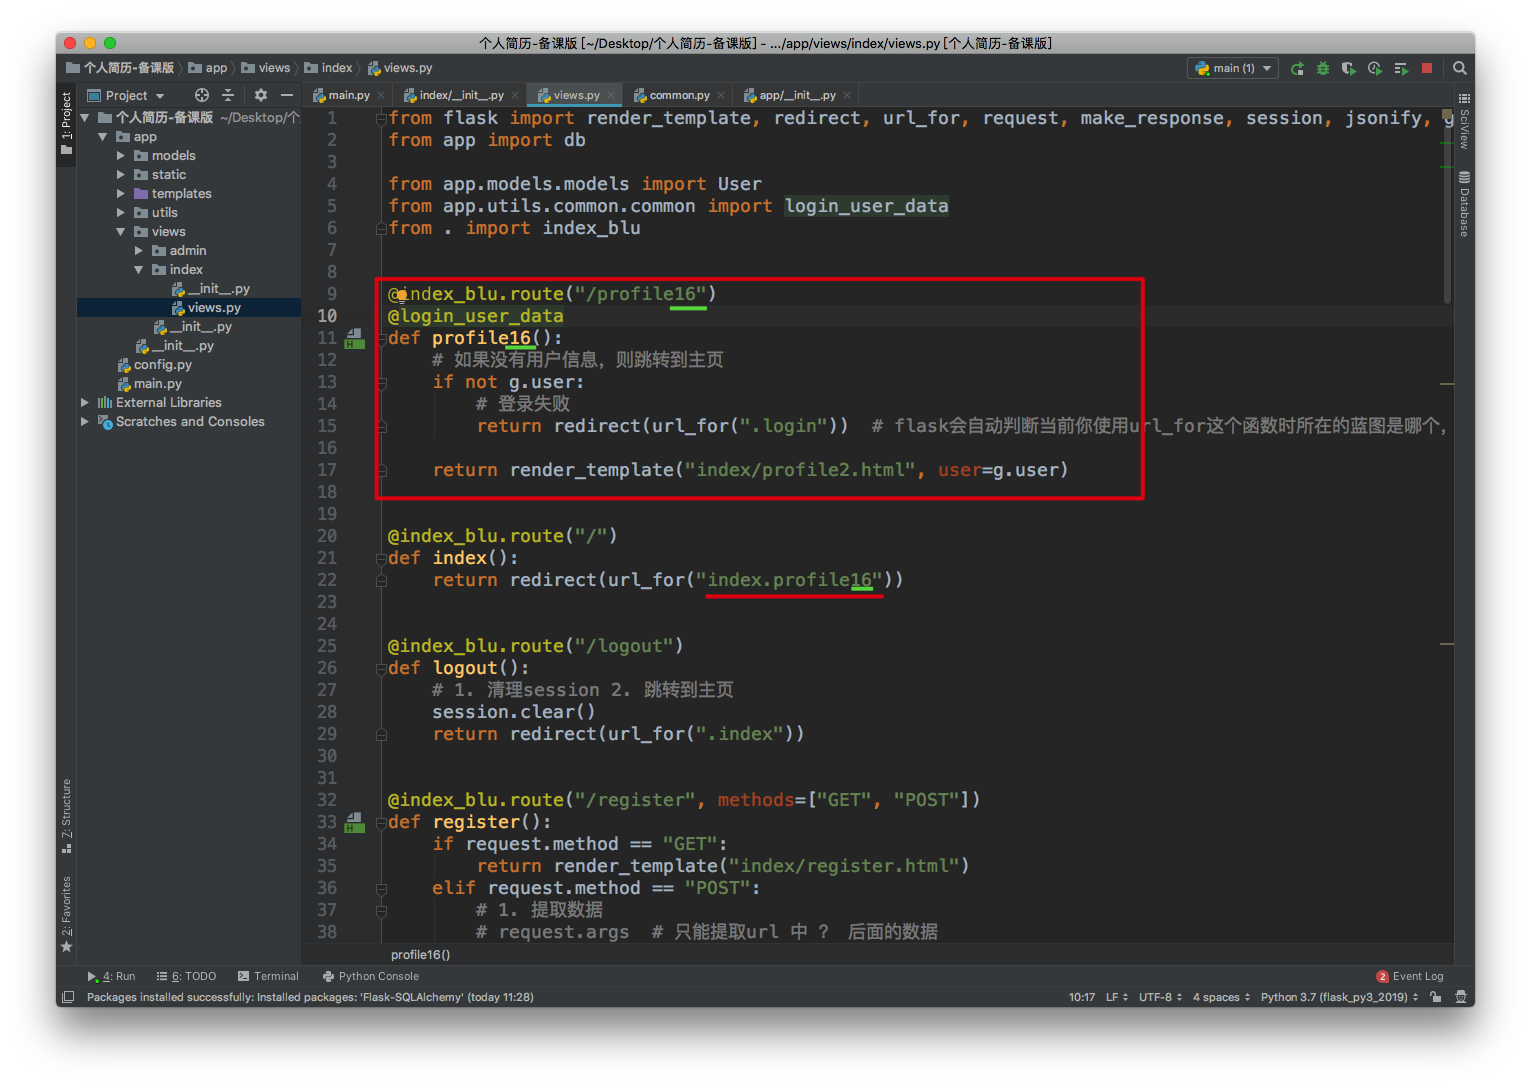 个人简历-备课版 [~/Desktop/个人简历-备课版] - .../app/views/index/views.py [个人简历-备课版]
个人简历-备课版 app views index views.py main (1)
Project
main.py index/__init__.py views.py common.py app/__init__.py
1: Project
个人简历-备课版 ~/Desktop/个
app
models
static
templates
utils
views
admin
index
__init__.py
views.py
__init__.py
__init__.py
config.py
main.py
External Libraries
Scratches and Consoles
1 from flask import render_template, redirect, url_for, request, make_response, session, jsonify, g
2 from app import db
3
4 from app.models.models import User
5 from app.utils.common.common import login_user_data
6 from . import index_blu
7
8
9 @index_blu.route("/profile16")
10 @login_user_data
11 def profile16():
12 # 如果没有用户信息，则跳转到主页
13 if not g.user:
14 # 登录失败
15 return redirect(url_for(".login")) # flask会自动判断当前你使用url_for这个函数时所在的蓝图是哪个，
16
17 return render_template("index/profile2.html", user=g.user)
18
19
20 @index_blu.route("/")
21 def index():
22 return redirect(url_for("index.profile16"))
23
24
25 @index_blu.route("/logout")
26 def logout():
27 # 1. 清理session 2. 跳转到主页
28 session.clear()
29 return redirect(url_for(".index"))
30
31
32 @index_blu.route("/register", methods=["GET", "POST"])
33 def register():
34 if request.method == "GET":
35 return render_template("index/register.html")
36 elif request.method == "POST":
37 # 1. 提取数据
38 # request.args # 只能提取url 中 ？ 后面的数据
profile16()
SciView
Database
7: Structure
2: Favorites
4: Run 6: TODO Terminal Python Console 2 Event Log
Packages installed successfully: Installed packages: 'Flask-SQLAlchemy' (today 11:28) 10:17 LF UTF-8 4 spaces Python 3.7 (flask_py3_2019)